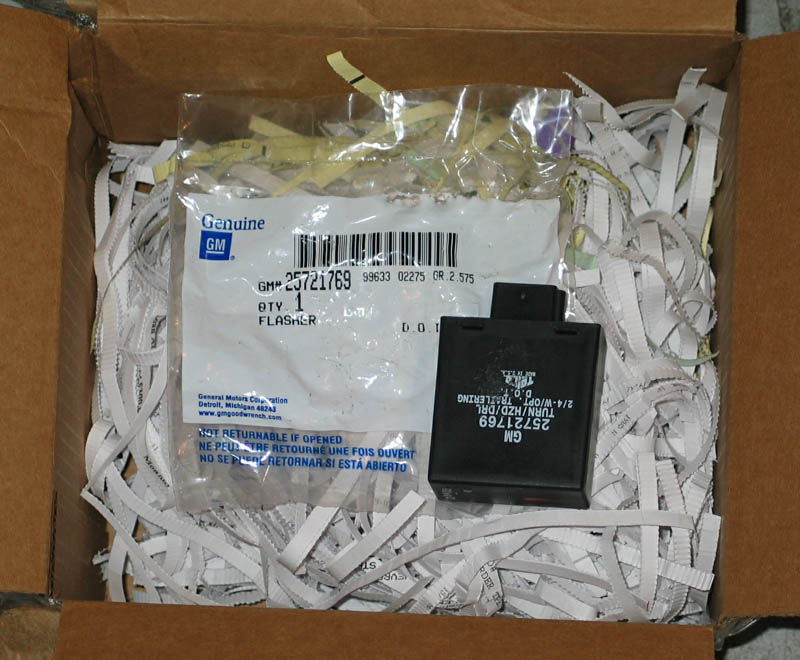 Genuine
GM
GM# 25721769 99633 02275 GR.2.575
QTY. 1
FLASHER
D.O.
General Motors Corporation
Detroit, Michigan 48243
www.gmgoodwrench.com
NOT RETURNABLE IF OPENED
NE PEUT ÊTRE RETOURNÉ UNE FOIS OUVERT
NO SE PUEDE RETORNAR SI ESTÁ ABIERTO
GM
25721769
TURN/HZD/DRL
2/4-W/OPT TRAILERING
D.O.T.
MADE IN U.S.A.